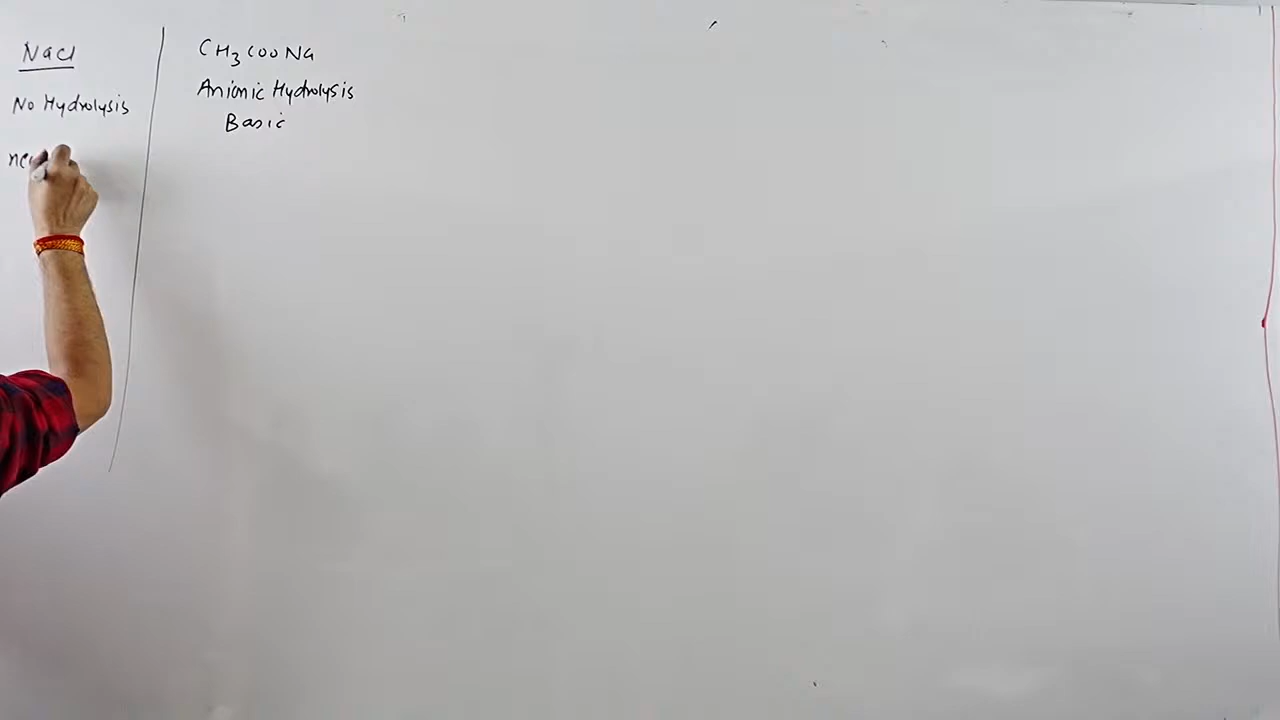 NaCl
No Hydrolysis
CH3COONa
Anionic Hydrolysis
Basic